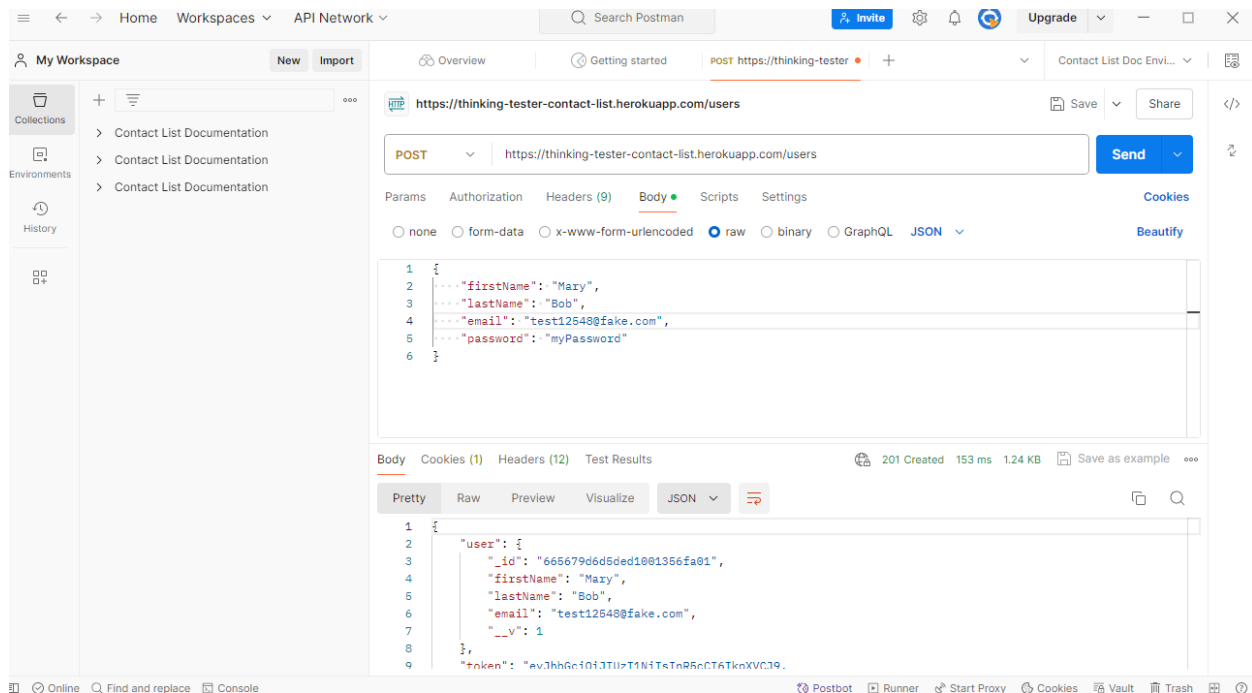 Home Workspaces API Network Search Postman Invite Upgrade
My Workspace New Import Overview Getting started POST https://thinking-tester Contact List Doc Envi...
Collections
Environments
History
Contact List Documentation
Contact List Documentation
Contact List Documentation
HTTP https://thinking-tester-contact-list.herokuapp.com/users Save Share
POST https://thinking-tester-contact-list.herokuapp.com/users Send
Params Authorization Headers (9) Body Scripts Settings Cookies
none form-data x-www-form-urlencoded raw binary GraphQL JSON Beautify
1 {
2 "firstName": "Mary",
3 "lastName": "Bob",
4 "email": "test12548@fake.com",
5 "password": "myPassword"
6 }
Body Cookies (1) Headers (12) Test Results 201 Created 153 ms 1.24 KB Save as example
Pretty Raw Preview Visualize JSON
1 {
2 "user": {
3 "_id": "665679d6d5ded1001356fa01",
4 "firstName": "Mary",
5 "lastName": "Bob",
6 "email": "test12548@fake.com",
7 "__v": 1
8 },
9 "token":
Online Find and replace Console Postbot Runner Start Proxy Cookies Vault Trash